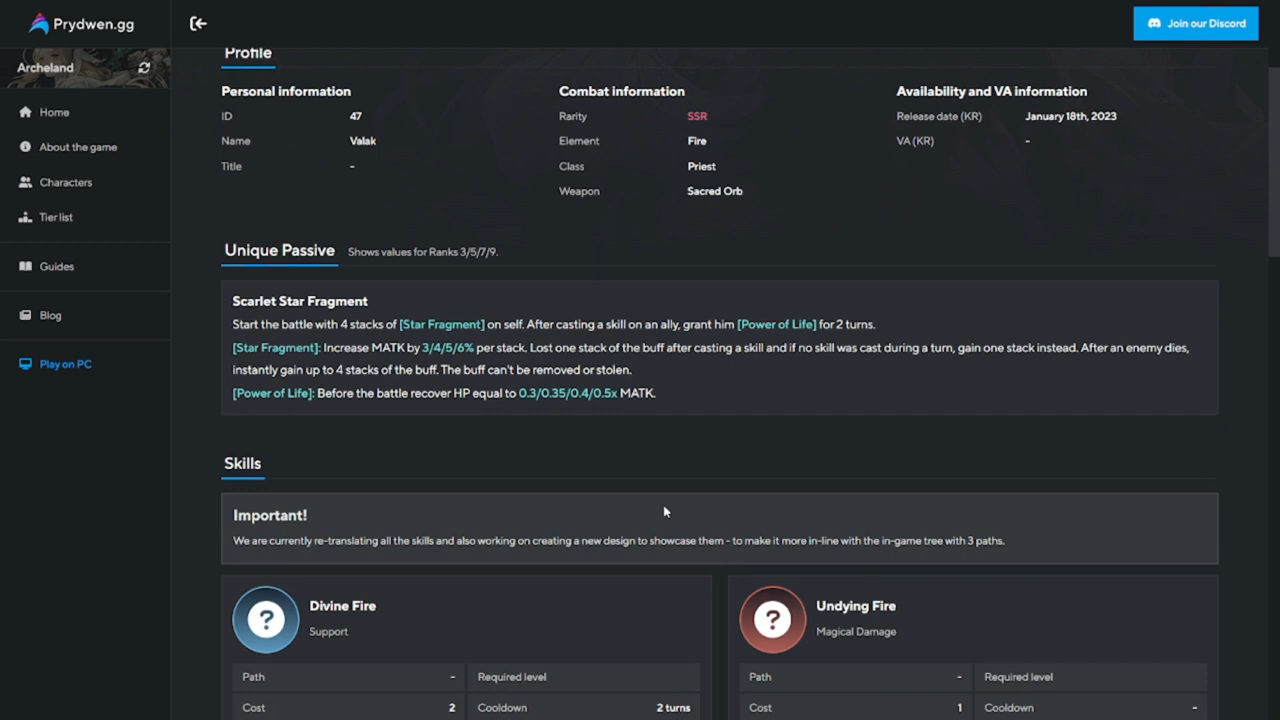 Prydwen.gg
Join our Discord
Archeland
Home
About the game
Characters
Tier list
Guides
Blog
Play on PC
Profile
Personal information
ID 47
Name Valak
Title -
Combat information
Rarity SSR
Element Fire
Class Priest
Weapon Sacred Orb
Availability and VA information
Release date (KR) January 18th, 2023
VA (KR) -
Unique Passive Shows values for Ranks 3/5/7/9.
Scarlet Star Fragment
Start the battle with 4 stacks of [Star Fragment] on self. After casting a skill on an ally, grant him [Power of Life] for 2 turns.
[Star Fragment]: Increase MATK by 3/4/5/6% per stack. Lost one stack of the buff after casting a skill and if no skill was cast during a turn, gain one stack instead. After an enemy dies,
instantly gain up to 4 stacks of the buff. The buff can't be removed or stolen.
[Power of Life]: Before the battle recover HP equal to 0.3/0.35/0.4/0.5x MATK.
Skills
Important!
We are currently re-translating all the skills and also working on creating a new design to showcase them - to make it more in-line with the in-game tree with 3 paths.
? Divine Fire
Support
Path - Required level
Cost 2 Cooldown 2 turns
? Undying Fire
Magical Damage
Path - Required level
Cost 1 Cooldown -